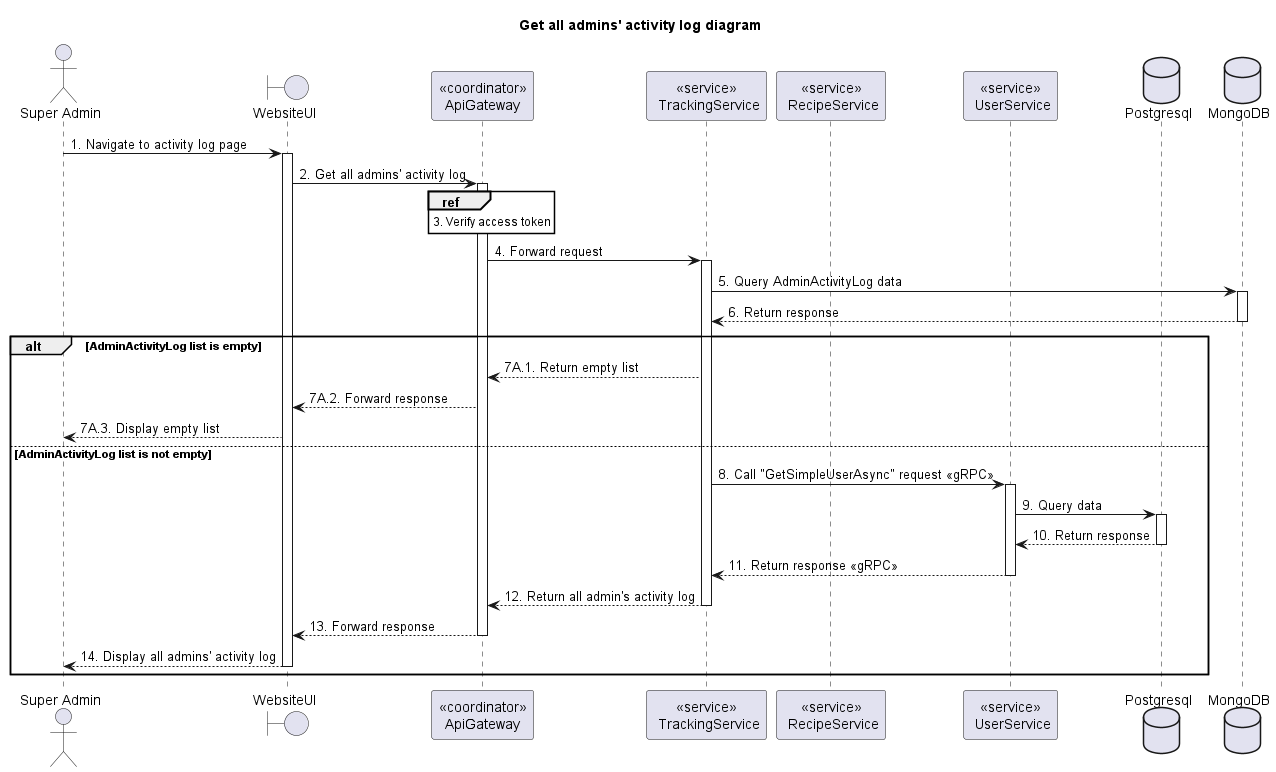 Get all admins' activity log diagram
Super Admin
WebsiteUI
«coordinator»
ApiGateway
«service»
TrackingService
«service»
RecipeService
«service»
UserService
Postgresql
MongoDB
1. Navigate to activity log page
2. Get all admins' activity log
ref
3. Verify access token
4. Forward request
5. Query AdminActivityLog data
6. Return response
alt
[AdminActivityLog list is empty]
7A.1. Return empty list
7A.2. Forward response
7A.3. Display empty list
[AdminActivityLog list is not empty]
8. Call "GetSimpleUserAsync" request «gRPC»
9. Query data
10. Return response
11. Return response «gRPC»
12. Return all admin's activity log
13. Forward response
14. Display all admins' activity log
Super Admin
WebsiteUI
«coordinator»
ApiGateway
«service»
TrackingService
«service»
RecipeService
«service»
UserService
Postgresql
MongoDB